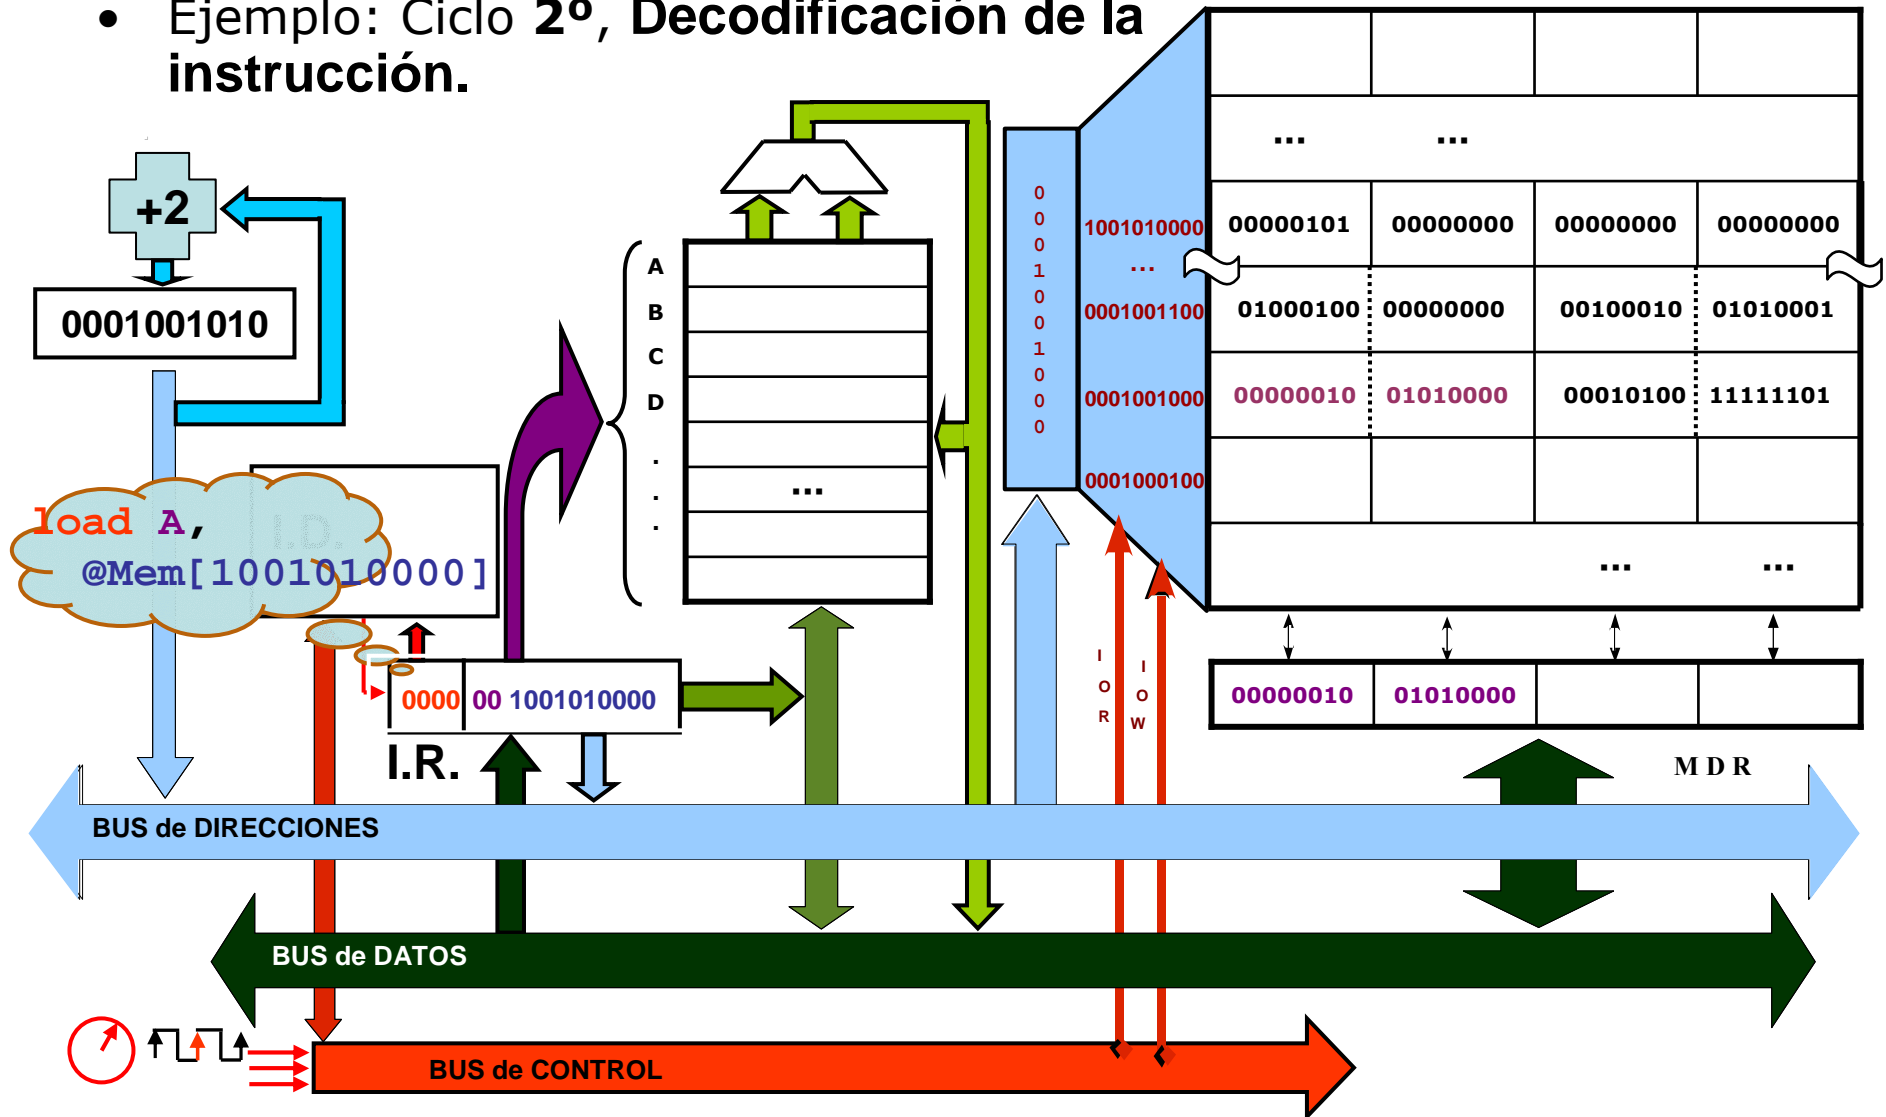 • Ejemplo: Ciclo 2º, Decodificación de la
instrucción.
+2
0001001010
load A,
@Mem[1001010000]
I.D.
0000 00 1001010000
I.R.
A
B
C
D
.
.
.
...
0
0
0
1
0
0
1
0
0
0
1001010000
...
0001001100
0001001000
0001000100
... ...
00000101 00000000 00000000 00000000
01000100 00000000 00100010 01010001
00000010 01010000 00010100 11111101
... ...
I
O
R
I
O
W
00000010 01010000
M D R
BUS de DIRECCIONES
BUS de DATOS
BUS de CONTROL